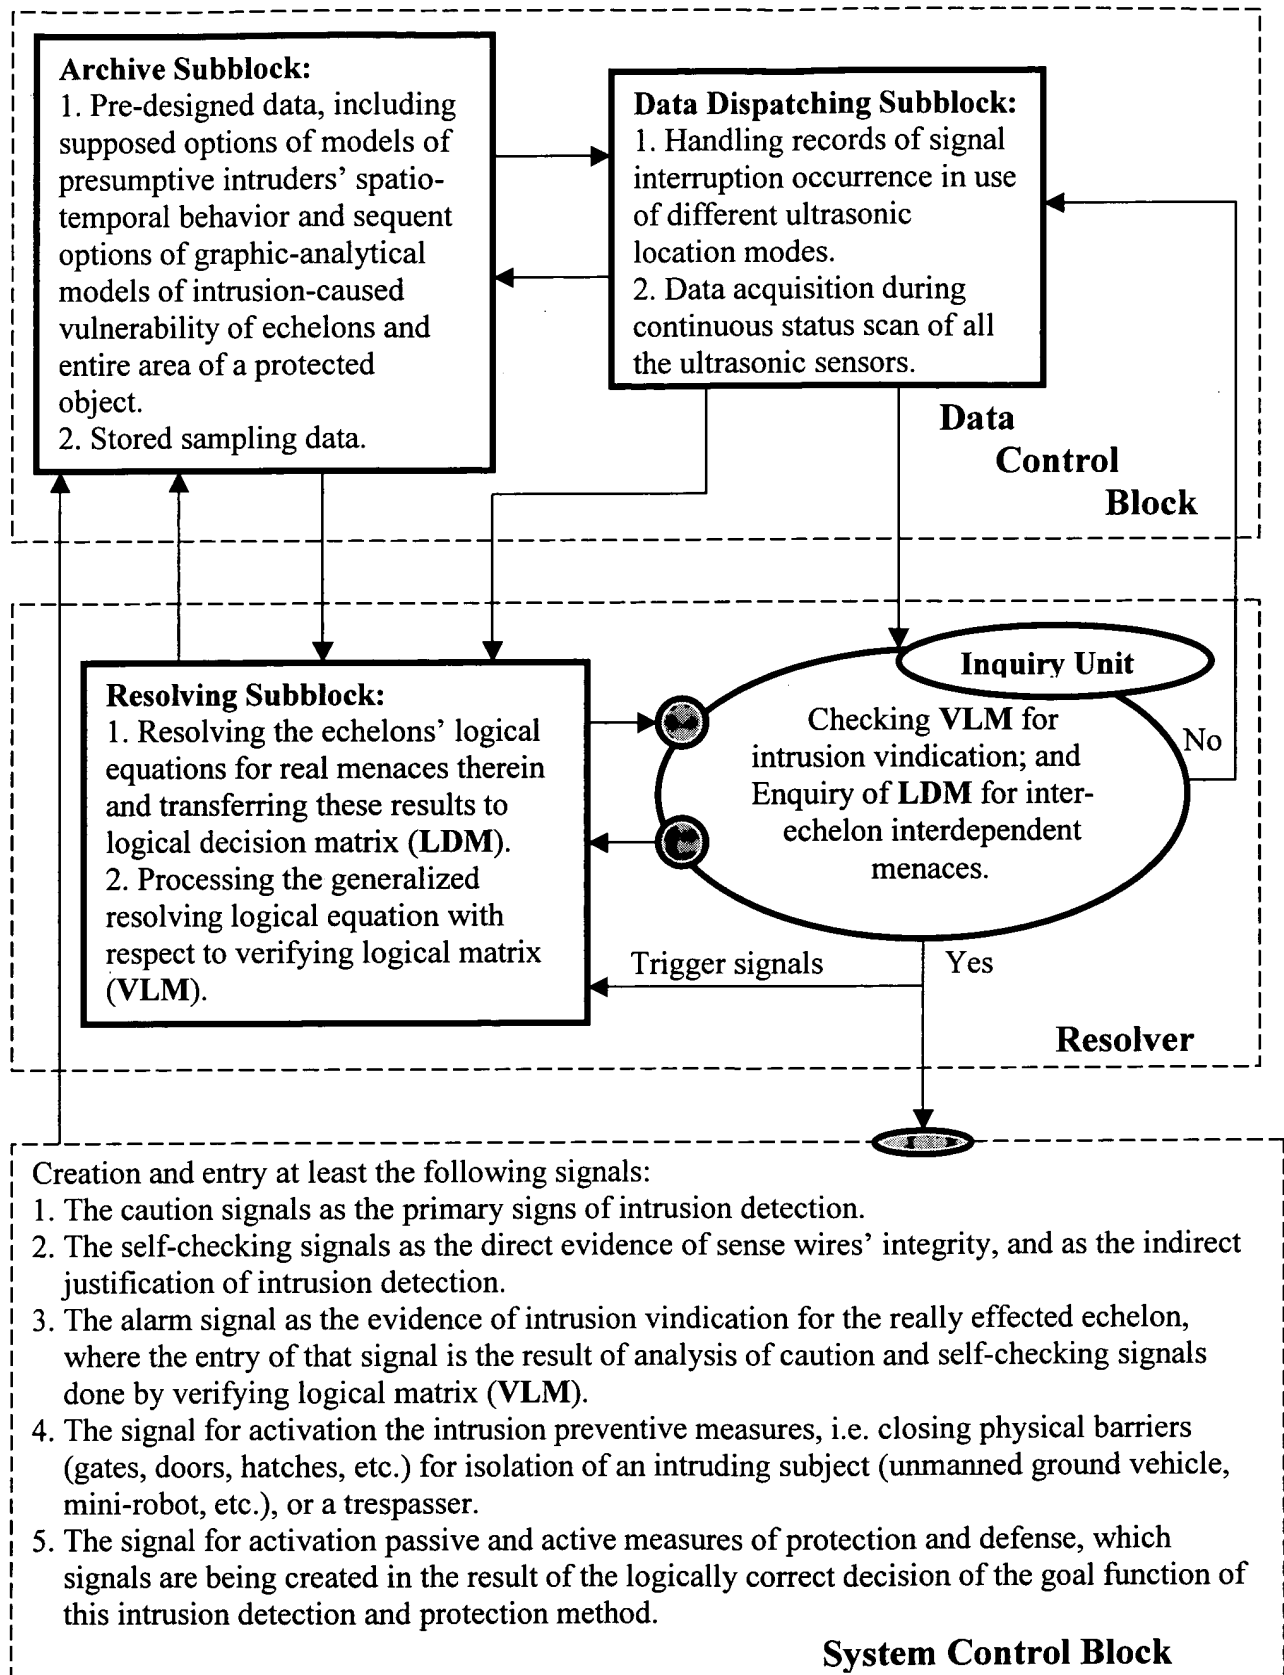 Archive Subblock:
1. Pre-designed data, including
supposed options of models of
presumptive intruders' spatio-
temporal behavior and sequent
options of graphic-analytical
models of intrusion-caused
vulnerability of echelons and
entire area of a protected
object.
2. Stored sampling data.
Data Dispatching Subblock:
1. Handling records of signal
interruption occurrence in use
of different ultrasonic
location modes.
2. Data acquisition during
continuous status scan of all
the ultrasonic sensors.
Data
Control
Block
Resolving Subblock:
1. Resolving the echelons' logical
equations for real menaces therein
and transferring these results to
logical decision matrix (LDM).
2. Processing the generalized
resolving logical equation with
respect to verifying logical matrix
(VLM).
Inquiry Unit
Checking VLM for
intrusion vindication; and
Enquiry of LDM for inter-
echelon interdependent
menaces.
No
Trigger signals
Yes
Resolver
Creation and entry at least the following signals:
1. The caution signals as the primary signs of intrusion detection.
2. The self-checking signals as the direct evidence of sense wires' integrity, and as the indirect
justification of intrusion detection.
3. The alarm signal as the evidence of intrusion vindication for the really effected echelon,
where the entry of that signal is the result of analysis of caution and self-checking signals
done by verifying logical matrix (VLM).
4. The signal for activation the intrusion preventive measures, i.e. closing physical barriers
(gates, doors, hatches, etc.) for isolation of an intruding subject (unmanned ground vehicle,
mini-robot, etc.), or a trespasser.
5. The signal for activation passive and active measures of protection and defense, which
signals are being created in the result of the logically correct decision of the goal function of
this intrusion detection and protection method.
System Control Block